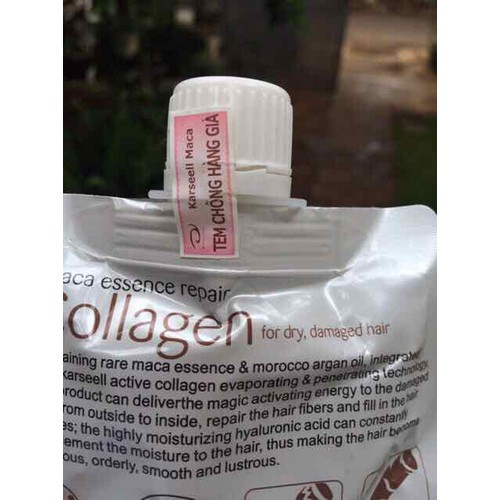 Karseell Maca
TEM CHỐNG HÀNG GIẢ
aca essence repair
Collagen for dry, damaged hair
aining rare maca essence & morocco argan oil, integrated
karseell active collagen evaporating & penetrating technology,
roduct can deliverthe magic activating energy to the damaged
rom outside to inside, repair the hair fibers and fill in the hair
es; the highly moisturizing hyaluronic acid can constantly
ement the moisture to the hair, thus making the hair become
ous, orderly, smooth and lustrous.